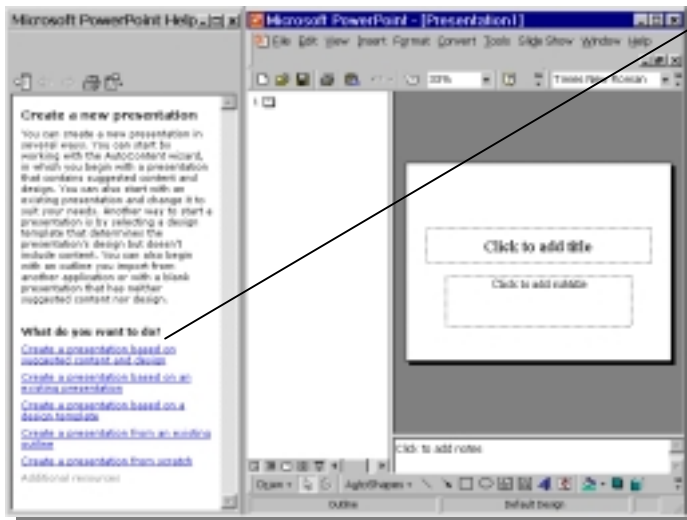 Microsoft PowerPoint Help
Create a new presentation
You can create a new presentation in
several ways. You can start by
working with the AutoContent wizard,
in which you begin with a presentation
that contains suggested content and
design. You can also start with an
existing presentation and change it to
suit your needs. Another way to start a
presentation is by selecting a design
template that determines the
presentation's design but doesn't
include content. You can also begin
with an outline you import from
another application or with a blank
presentation that has neither
suggested content nor design.
What do you want to do?
Create a presentation based on
suggested content and design
Create a presentation based on an
existing presentation
Create a presentation based on a
design template
Create a presentation from an existing
outline
Create a presentation from scratch
Additional resources
Microsoft PowerPoint - [Presentation1]
File Edit View Insert Format Convert Tools Slide Show Window Help
33% Times New Roman
1
Click to add title
Click to add subtitle
Click to add notes
Draw AutoShapes
Outline Default Design